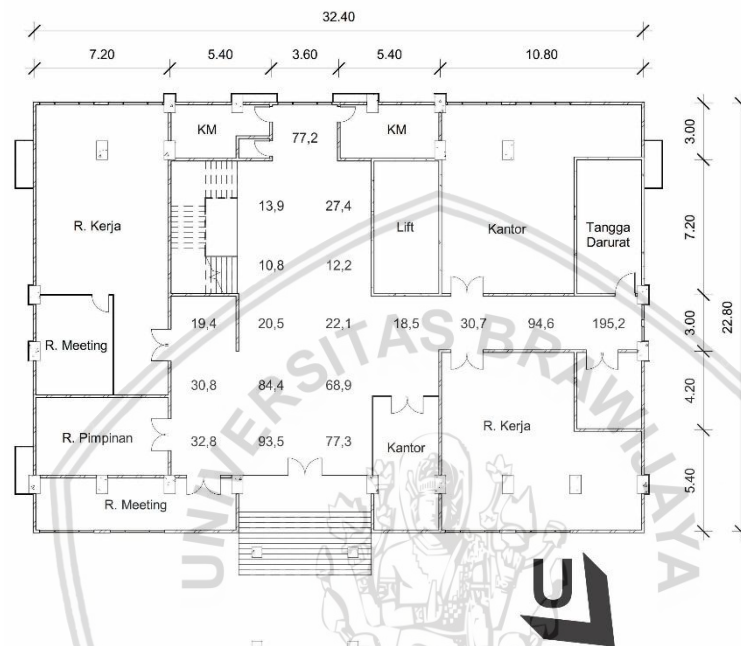 32.40
7.20 5.40 3.60 5.40 10.80
KM 77,2 KM
3.00
13,9 27,4
R. Kerja Lift Kantor Tangga
Darurat
7.20
10,8 12,2
19,4 20,5 22,1 18,5 30,7 94,6 195,2
3.00
22.80
R. Meeting
30,8 84,4 68,9
4.20
R. Kerja
R. Pimpinan
32,8 93,5 77,3 Kantor
5.40
R. Meeting
UNIVERSITAS BRAWIJAYA
U